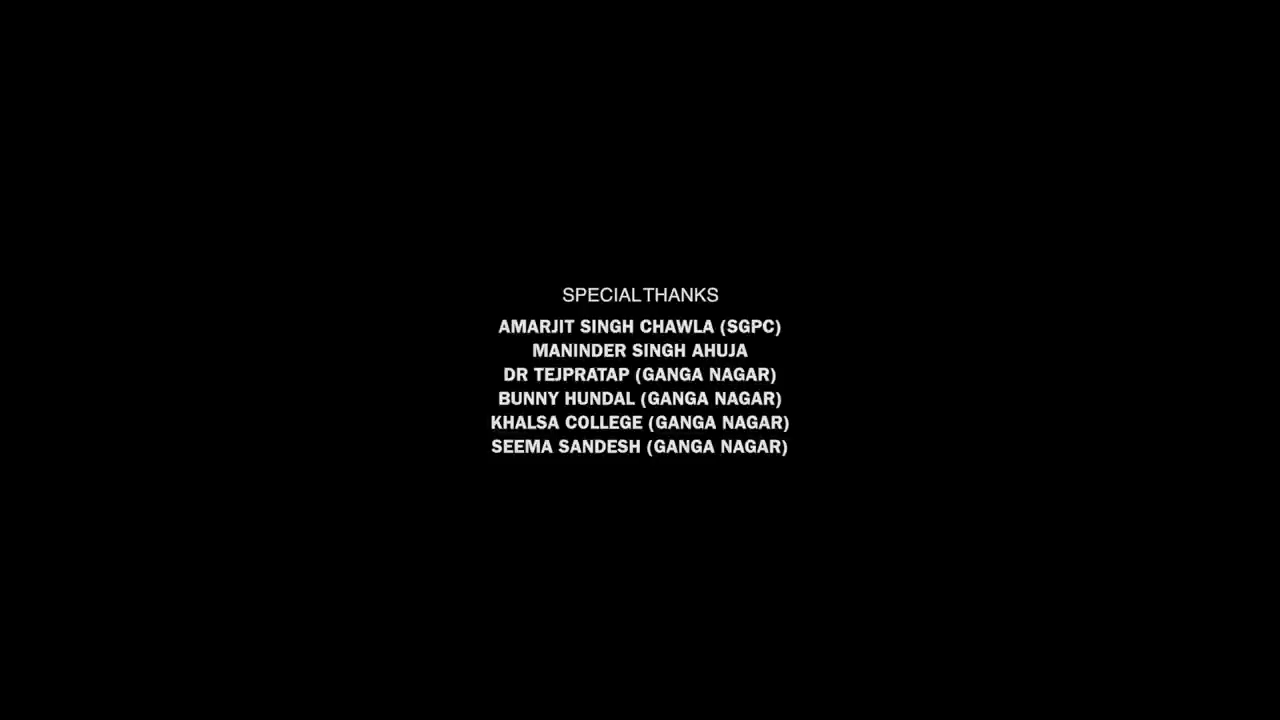 SPECIAL THANKS
AMARJIT SINGH CHAWLA (SGPC)
MANINDER SINGH AHUJA
DR TEJPRATAP (GANGA NAGAR)
BUNNY HUNDAL (GANGA NAGAR)
KHALSA COLLEGE (GANGA NAGAR)
SEEMA SANDESH (GANGA NAGAR)